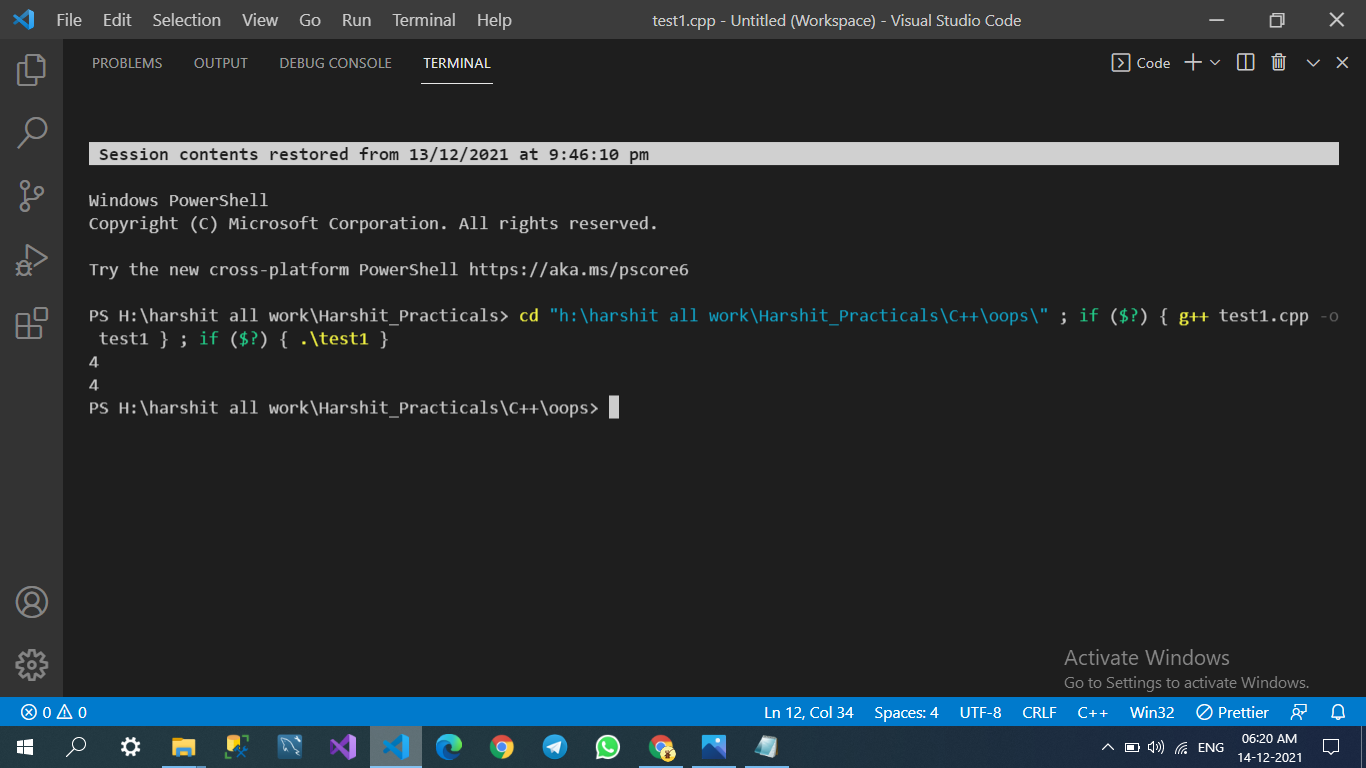 File Edit Selection View Go Run Terminal Help test1.cpp - Untitled (Workspace) - Visual Studio Code
PROBLEMS OUTPUT DEBUG CONSOLE TERMINAL Code
Session contents restored from 13/12/2021 at 9:46:10 pm
Windows PowerShell
Copyright (C) Microsoft Corporation. All rights reserved.
Try the new cross-platform PowerShell https://aka.ms/pscore6
PS H:\harshit all work\Harshit_Practicals> cd "h:\harshit all work\Harshit_Practicals\C++\oops\" ; if ($?) { g++ test1.cpp -o
test1 } ; if ($?) { .\test1 }
4
4
PS H:\harshit all work\Harshit_Practicals\C++\oops>
Activate Windows
Go to Settings to activate Windows.
0 0 Ln 12, Col 34 Spaces: 4 UTF-8 CRLF C++ Win32 Prettier
ENG 06:20 AM
14-12-2021